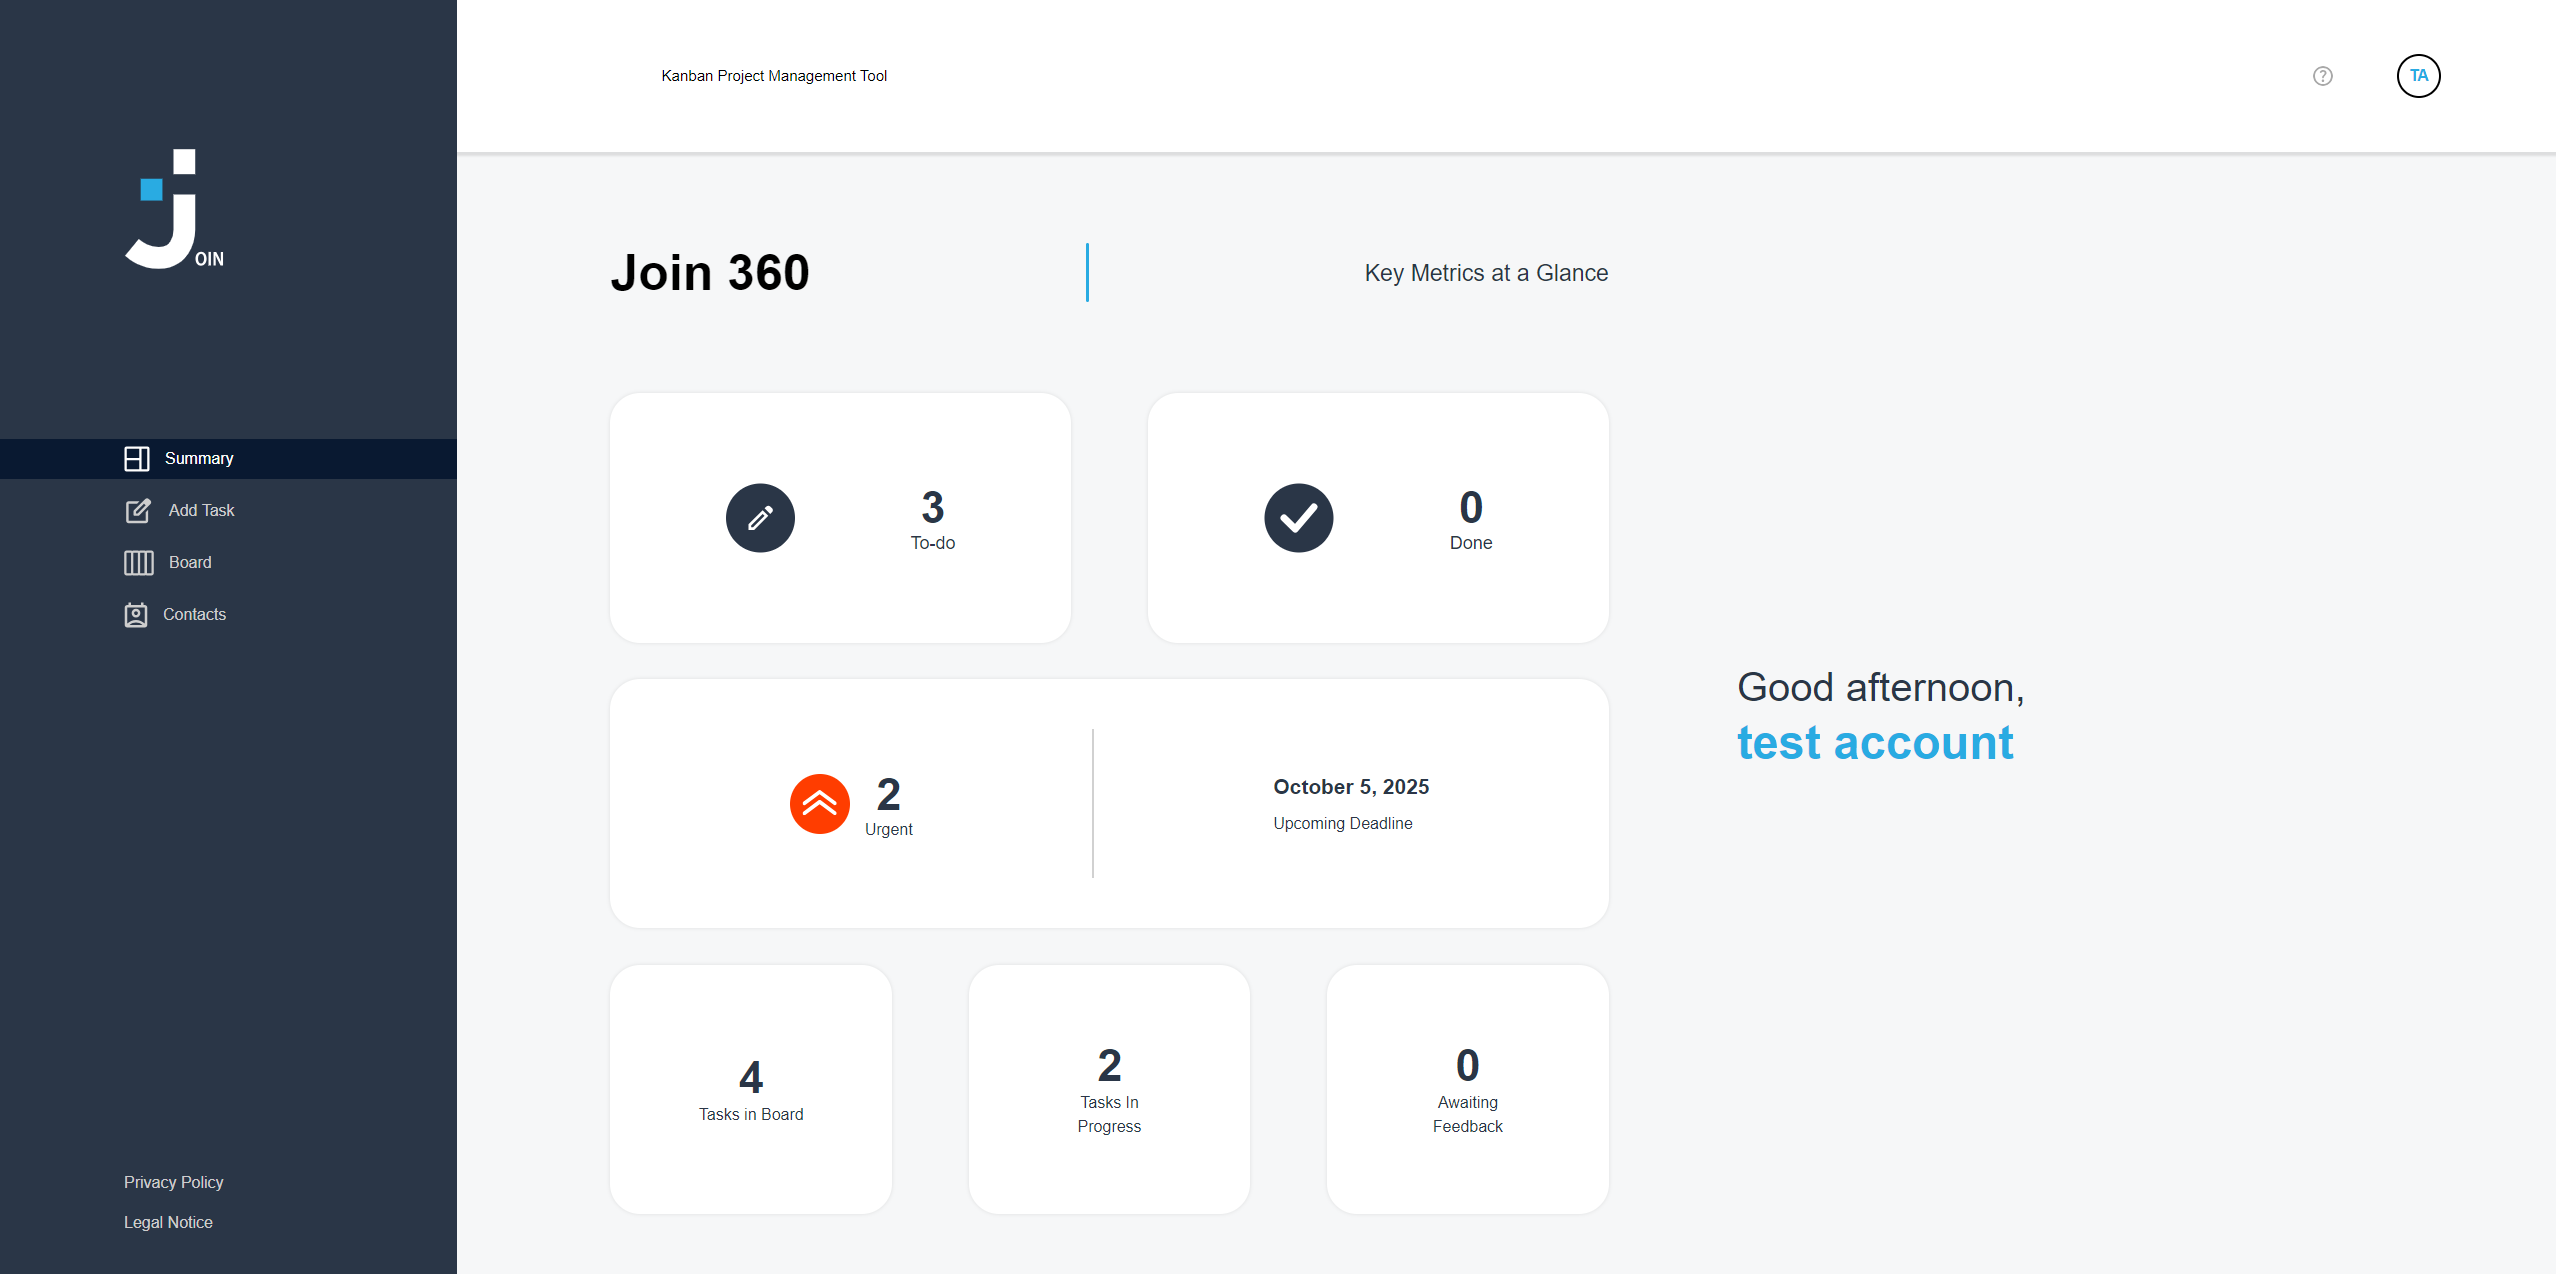 OIN
Summary
Add Task
Board
Contacts
Privacy Policy
Legal Notice
Kanban Project Management Tool
TA
Join 360
Key Metrics at a Glance
3
To-do
0
Done
2
Urgent
October 5, 2025
Upcoming Deadline
4
Tasks in Board
2
Tasks In
Progress
0
Awaiting
Feedback
Good afternoon,
test account